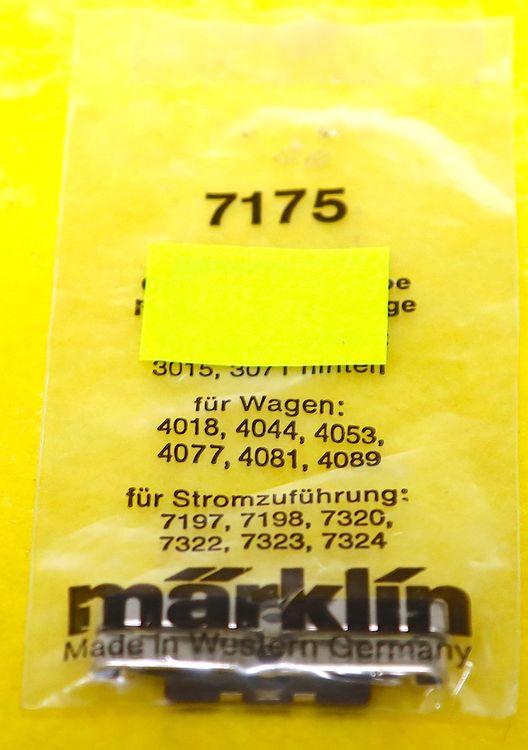 7175
3015, 3071 hinten
für Wagen:
4018, 4044, 4053,
4077, 4081, 4089
für Stromzuführung:
7197, 7198, 7320,
7322, 7323, 7324
märklin
Made in Western Germany